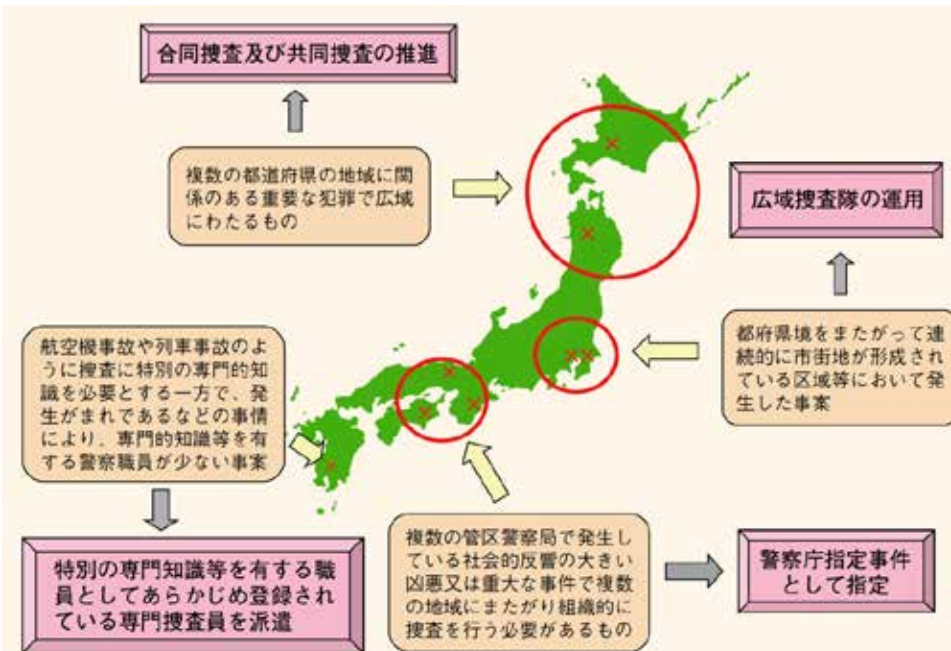 合同捜査及び共同捜査の推進
複数の都道府県の地域に関
係のある重要な犯罪で広域
にわたるもの
広域捜査隊の運用
都府県境をまたがって連
続的に市街地が形成され
ている区域等において発
生した事案
航空機事故や列車事故のよ
うに捜査に特別の専門的知
識を必要とする一方で、発
生がまれであるなどの事情
により、専門的知識等を有
する警察職員が少ない事案
特別の専門知識等を有する職
員としてあらかじめ登録され
ている専門捜査員を派遣
複数の管区警察局で発生し
ている社会的反響の大きい
凶悪又は重大な事件で複数
の地域にまたがり組織的に
捜査を行う必要があるもの
警察庁指定事件
として指定